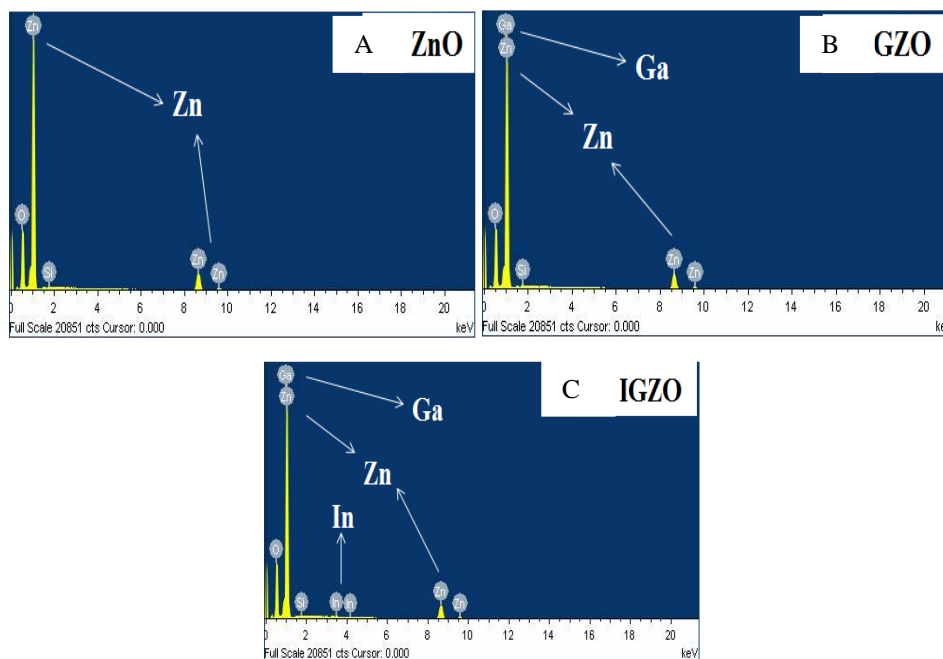 A ZnO
Zn
Zn
O
Si
Zn
Zn
0 2 4 6 8 10 12 14 16 18 20
Full Scale 20851 cts Cursor: 0.000
keV
B GZO
Ga
Zn
Ga
Zn
O
Si
Zn
Zn
0 2 4 6 8 10 12 14 16 18 20
Full Scale 20851 cts Cursor: 0.000
ke
C IGZO
Ga
Zn
Ga
Zn
In
O
Si
In
In
Zn
Zn
0 2 4 6 8 10 12 14 16 18 20
Full Scale 20851 cts Cursor: 0.000
keV